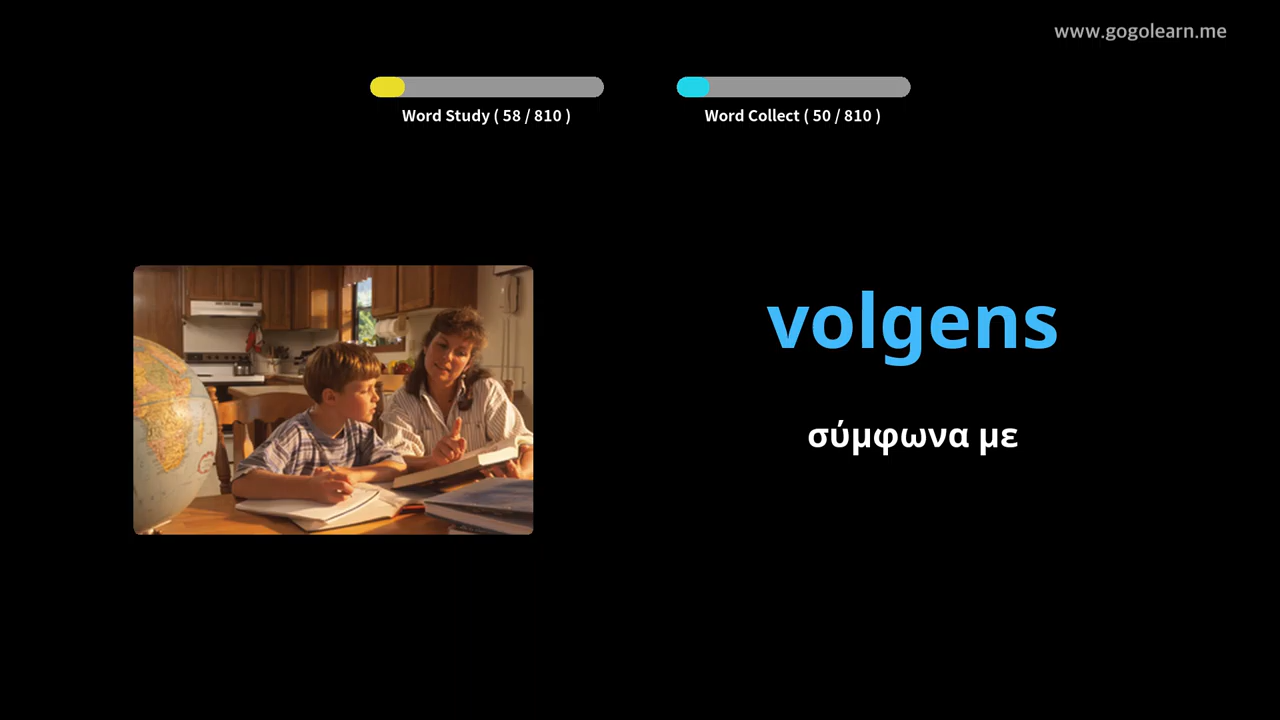 www.gogolearn.me
Word Study ( 58 / 810 )
Word Collect ( 50 / 810 )
volgens
σύμφωνα με